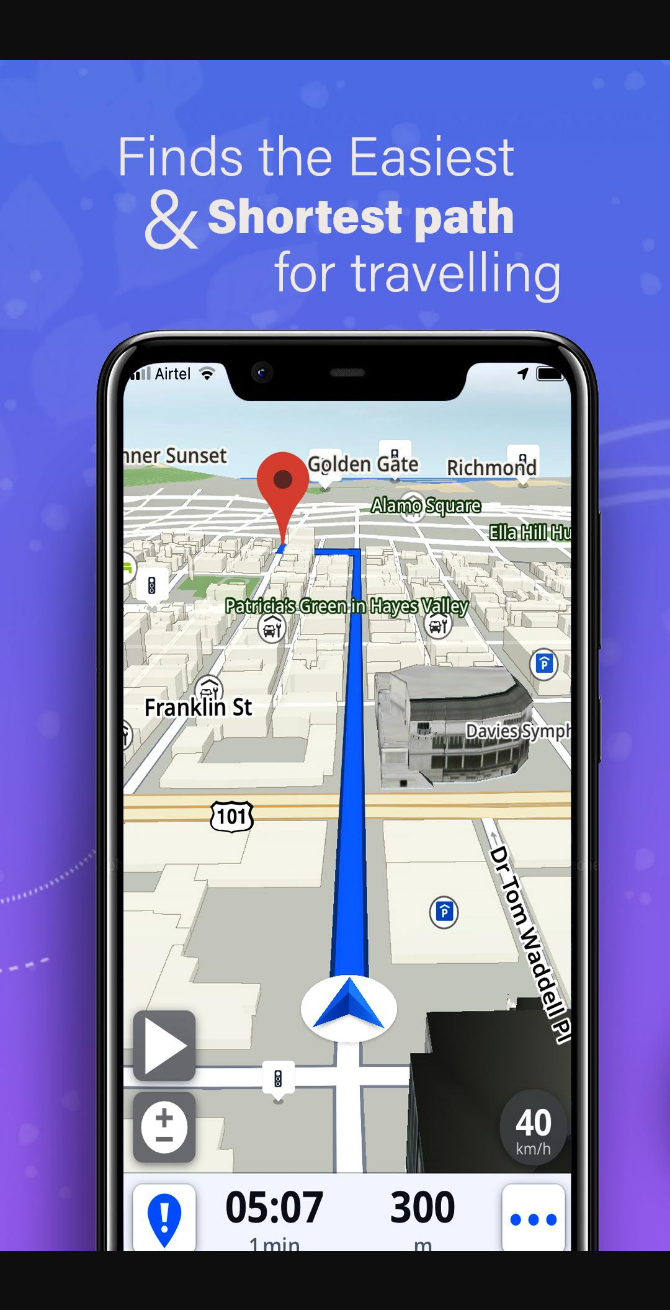 Finds the Easiest
& Shortest path
for travelling
Airtel
nner Sunset
Golden Gate
Richmond
Alamo Square
Ella Hill Hu
Patricia's Green in Hayes Valley
P
Franklin St
Davies Symph
101
Dr Tom Waddell Pl
P
40
km/h
05:07
300
1 min
m